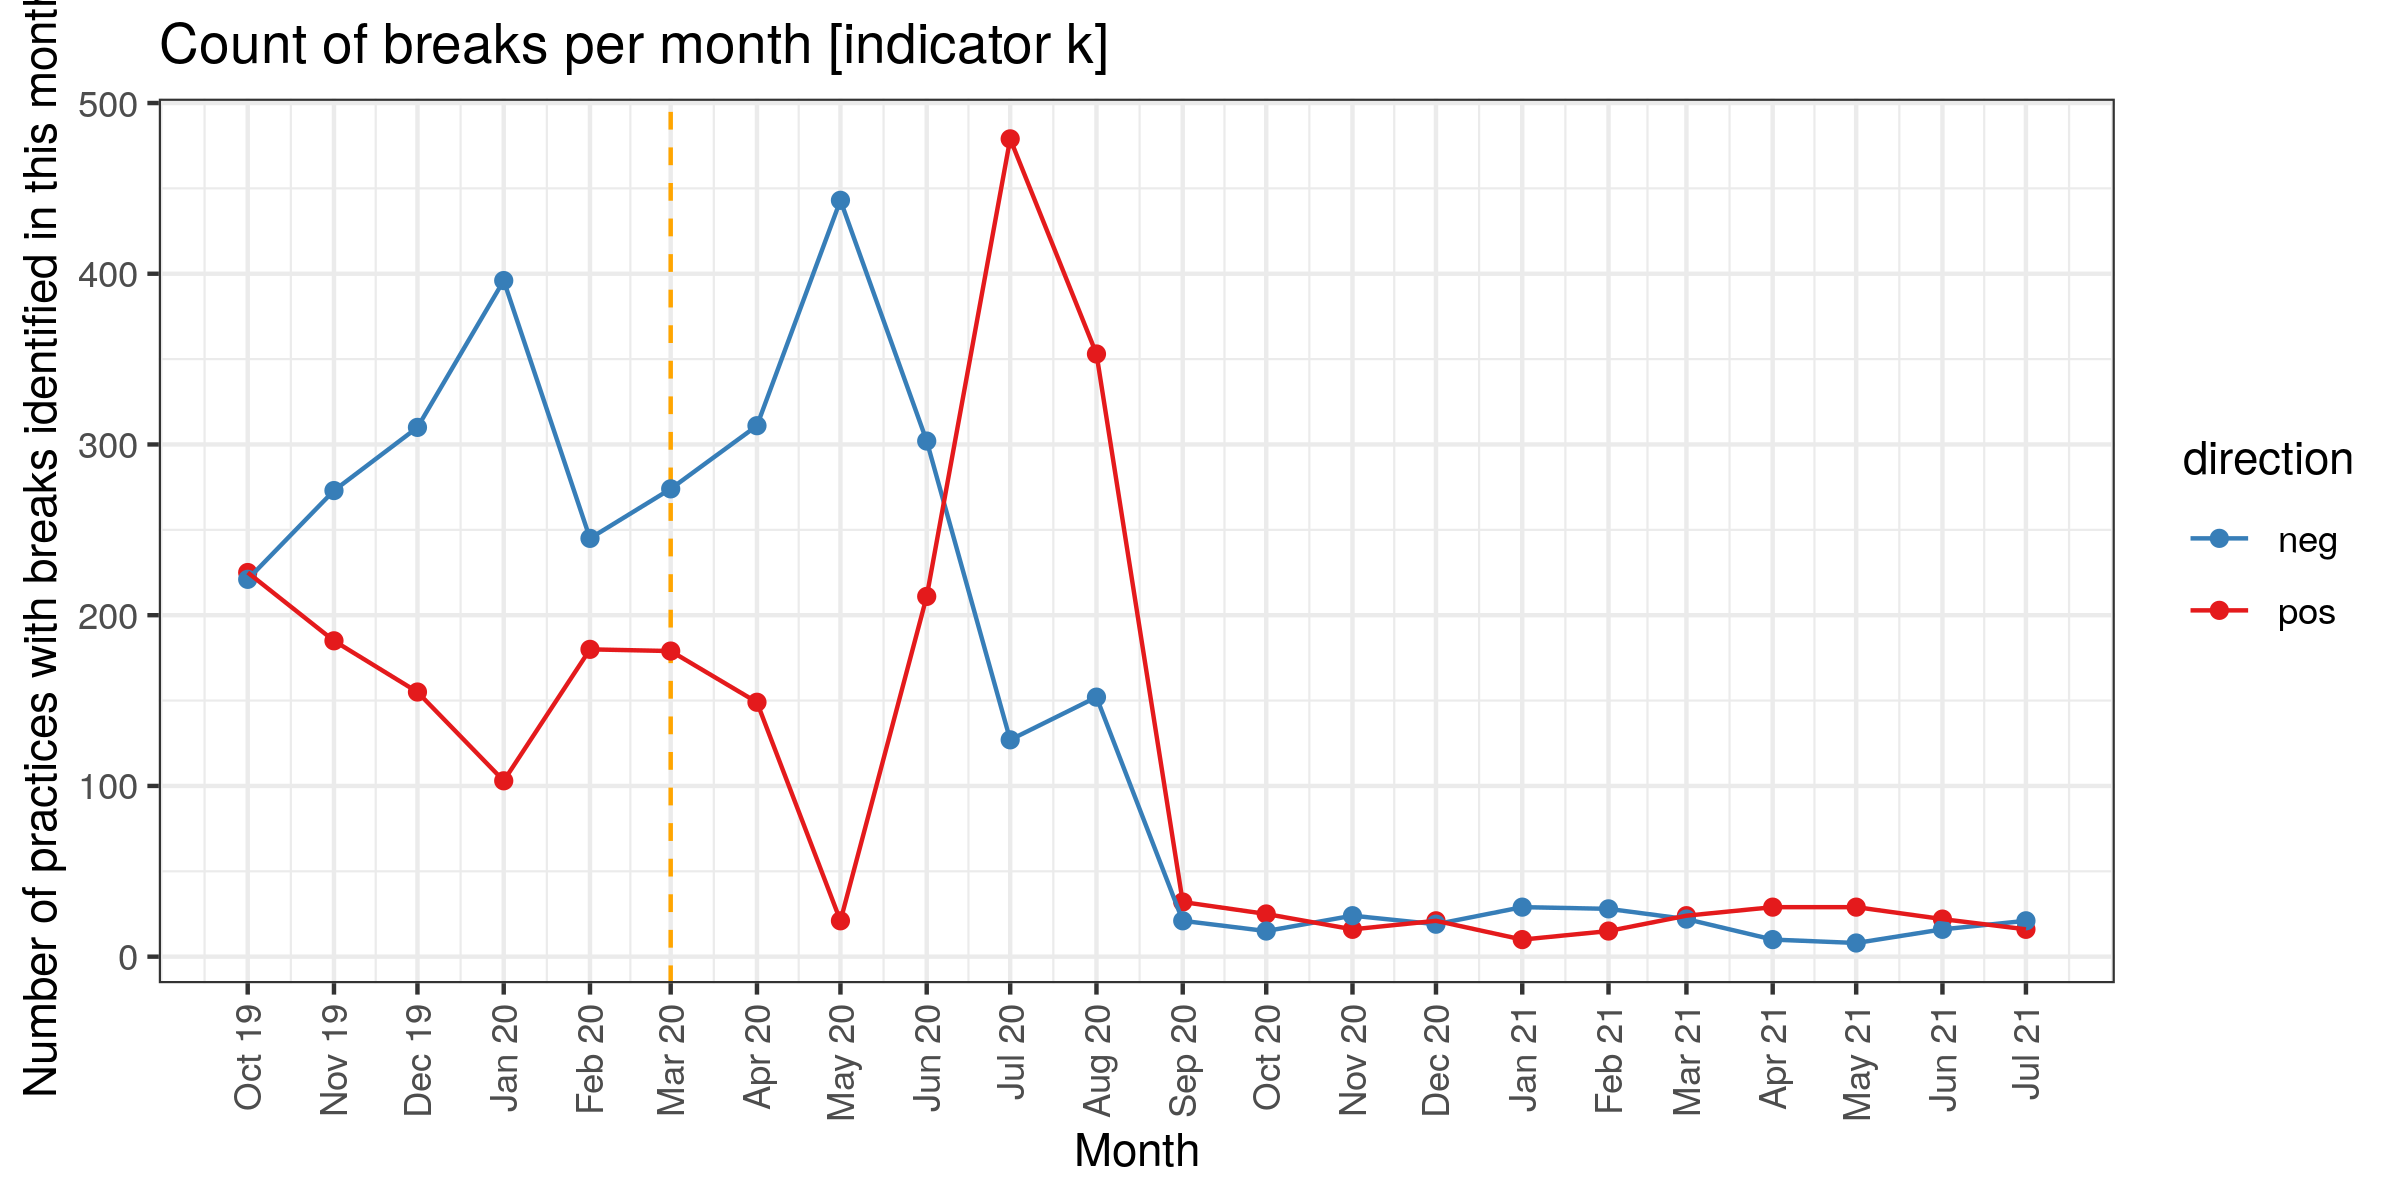 Count of breaks per month [indicator k]
Number of practices with breaks identified in this month
500
400
300
200
100
0
Oct 19
Nov 19
Dec 19
Jan 20
Feb 20
Mar 20
Apr 20
May 20
Jun 20
Jul 20
Aug 20
Sep 20
Oct 20
Nov 20
Dec 20
Jan 21
Feb 21
Mar 21
Apr 21
May 21
Jun 21
Jul 21
Month
direction
neg
pos